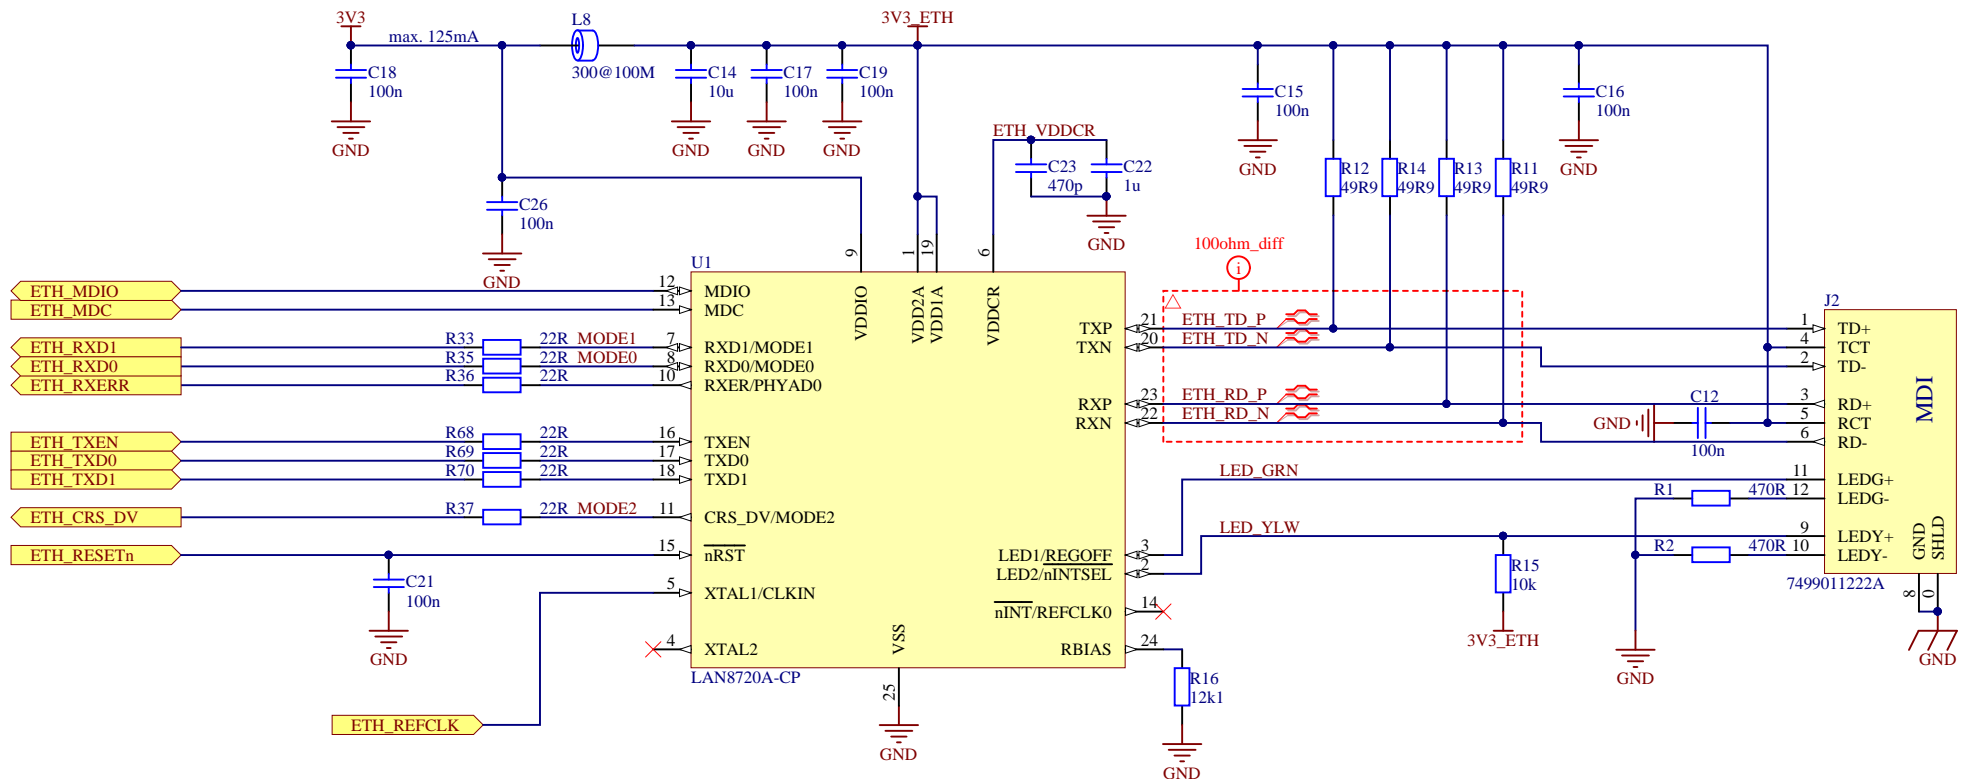 3V3
max. 125mA
L8
300@100M
3V3_ETH
C18
100n
GND
C14
10u
GND
C17
100n
GND
C19
100n
GND
C15
100n
GND
C16
100n
GND
ETH_VDDCR
C23
470p
C22
1u
GND
R12
49R9
R14
49R9
R13
49R9
R11
49R9
C26
100n
GND
100ohm_diff
i
U1
9
1
19
6
VDDIO
VDD2A
VDD1A
VDDCR
ETH_MDIO
12
MDIO
ETH_MDC
13
MDC
ETH_RXD1
R33
22R
MODE1
7
RXD1/MODE1
ETH_RXD0
R35
22R
MODE0
8
RXD0/MODE0
ETH_RXERR
R36
22R
10
RXER/PHYAD0
ETH_TXEN
R68
22R
16
TXEN
ETH_TXD0
R69
22R
17
TXD0
ETH_TXD1
R70
22R
18
TXD1
ETH_CRS_DV
R37
22R
MODE2
11
CRS_DV/MODE2
ETH_RESETn
15
nRST
C21
100n
GND
5
XTAL1/CLKIN
4
XTAL2
ETH_REFCLK
LAN8720A-CP
VSS
25
GND
TXP
21
ETH_TD_P
TXN
20
ETH_TD_N
RXP
23
ETH_RD_P
RXN
22
ETH_RD_N
LED1/REGOFF
3
LED_GRN
LED2/nINTSEL
2
LED_YLW
nINT/REFCLK0
14
RBIAS
24
R16
12k1
GND
R15
10k
3V3_ETH
J2
1
TD+
4
TCT
2
TD-
3
RD+
5
RCT
6
RD-
MDI
GND
C12
100n
11
LEDG+
R1
470R
12
LEDG-
9
LEDY+
R2
470R
10
LEDY-
GND
GND
SHLD
7499011222A
8
0
GND